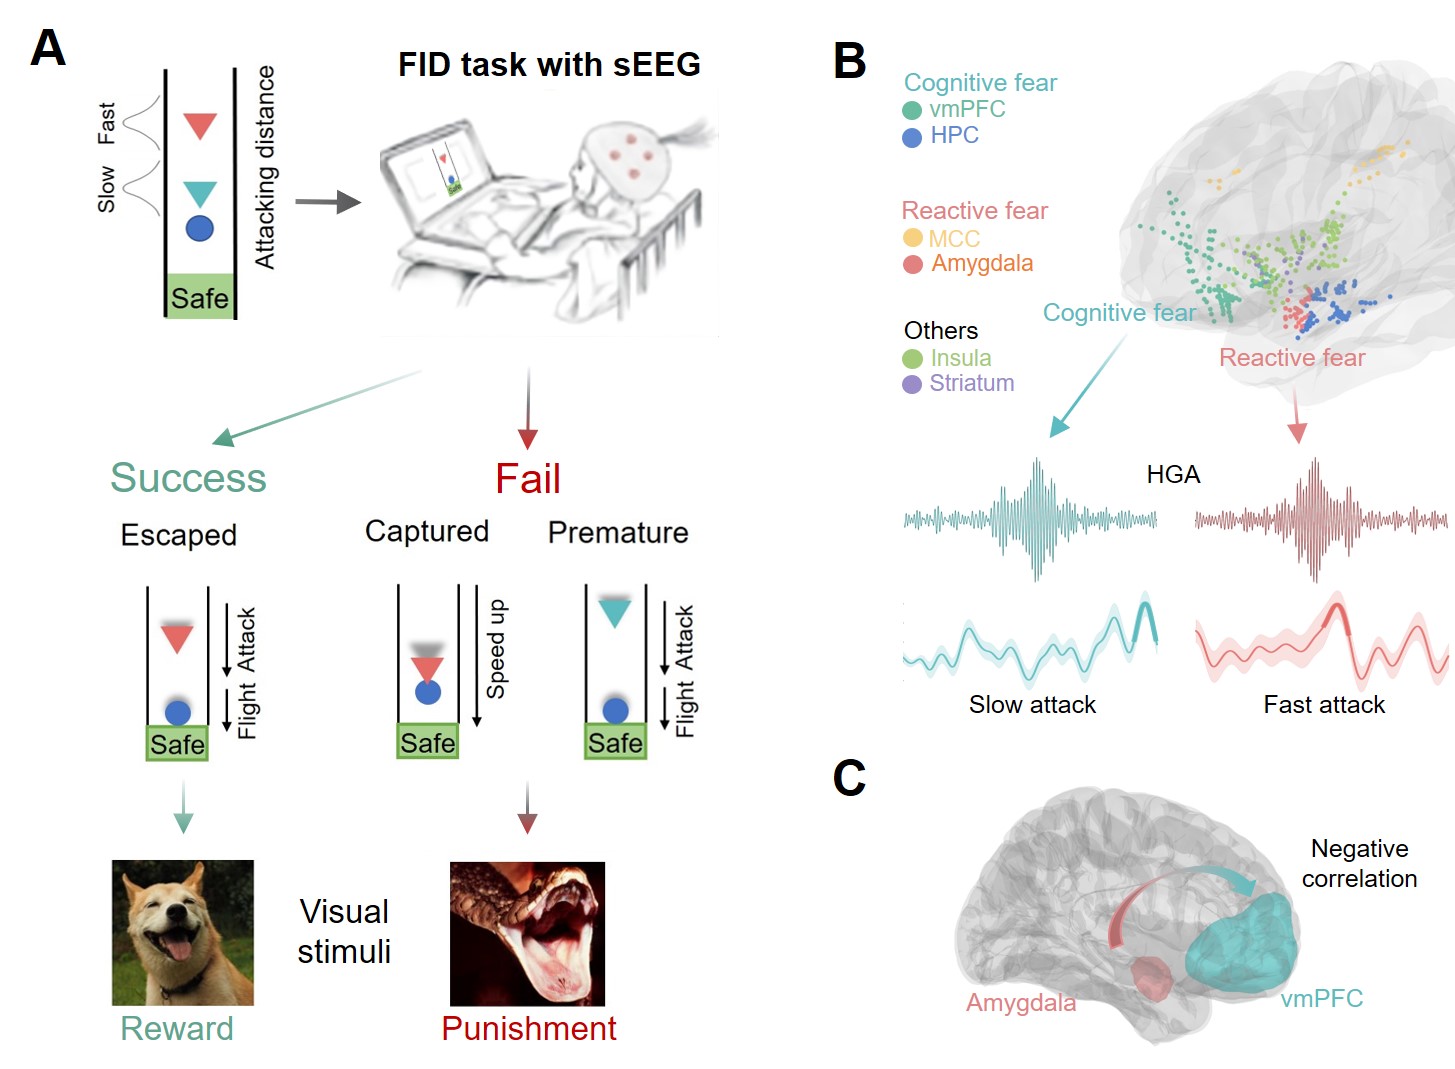 A
FID task with sEEG
Fast
Slow
Attacking distance
Safe
Safe
Success
Fail
Escaped
Captured
Premature
Attack
Flight
Safe
Speed up
Safe
Attack
Flight
Safe
Visual
stimuli
Reward
Punishment
B
Cognitive fear
vmPFC
HPC
Reactive fear
MCC
Amygdala
Others
Insula
Striatum
Cognitive fear
Reactive fear
HGA
Slow attack
Fast attack
C
Negative
correlation
Amygdala
vmPFC